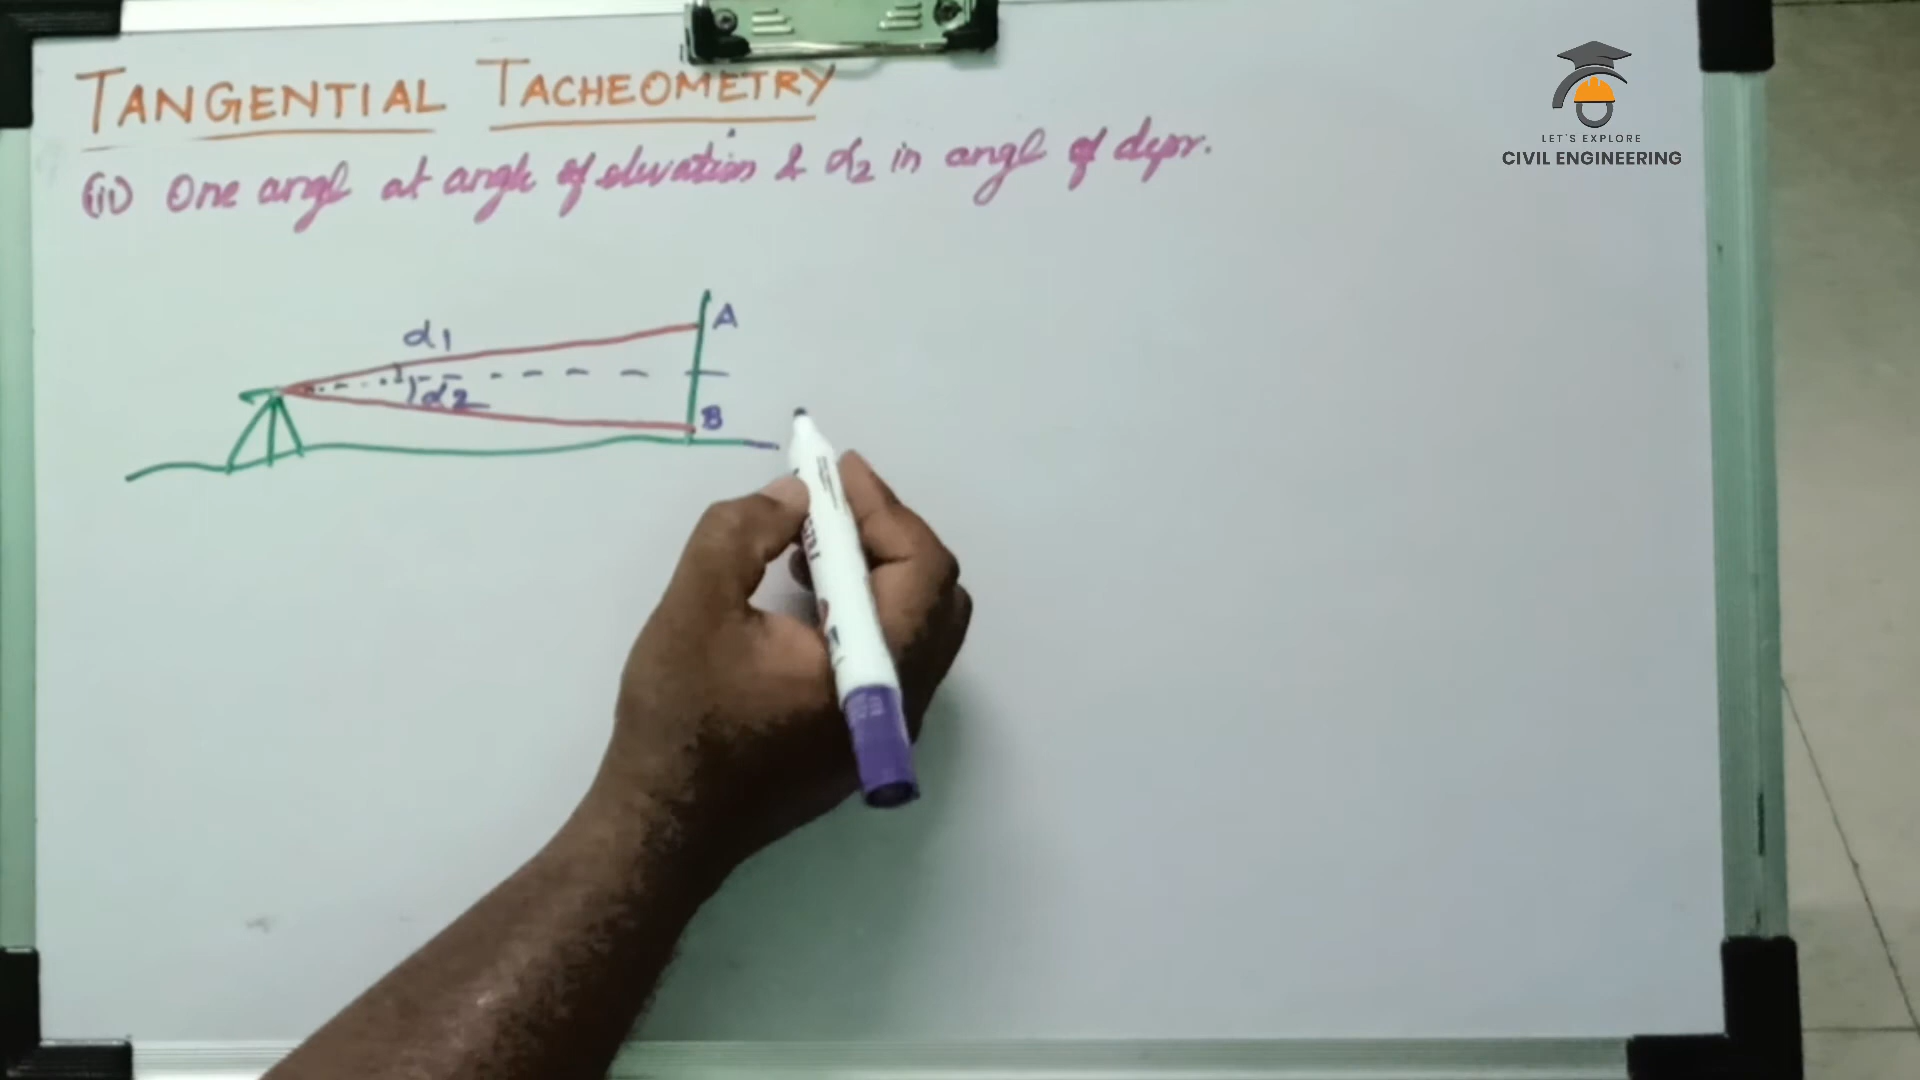 TANGENTIAL TACHEOMETRY
(iii) One angle at angle of elevation & α2 in angle of depr.
LET'S EXPLORE
CIVIL ENGINEERING
α1
A
α2
B